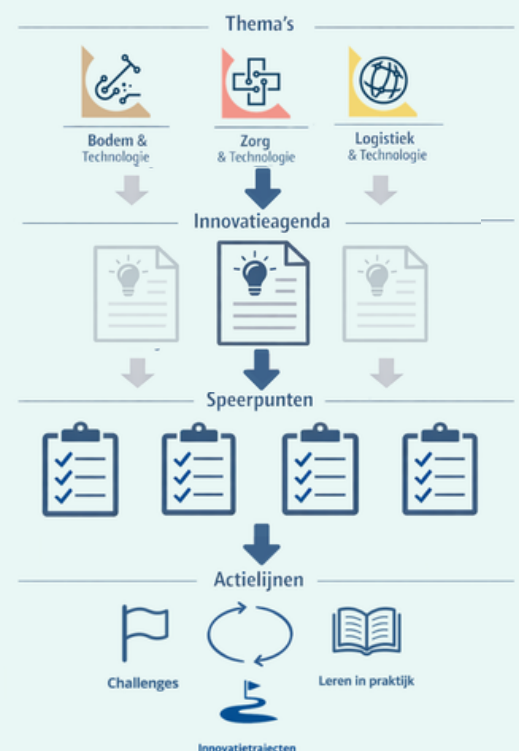 Thema's
Bodem &
Technologie
Zorg
& Technologie
Logistiek
& Technologie
Innovatieagenda
Speerpunten
Actielijnen
Challenges
Leren in praktijk
Innovatietrajecten